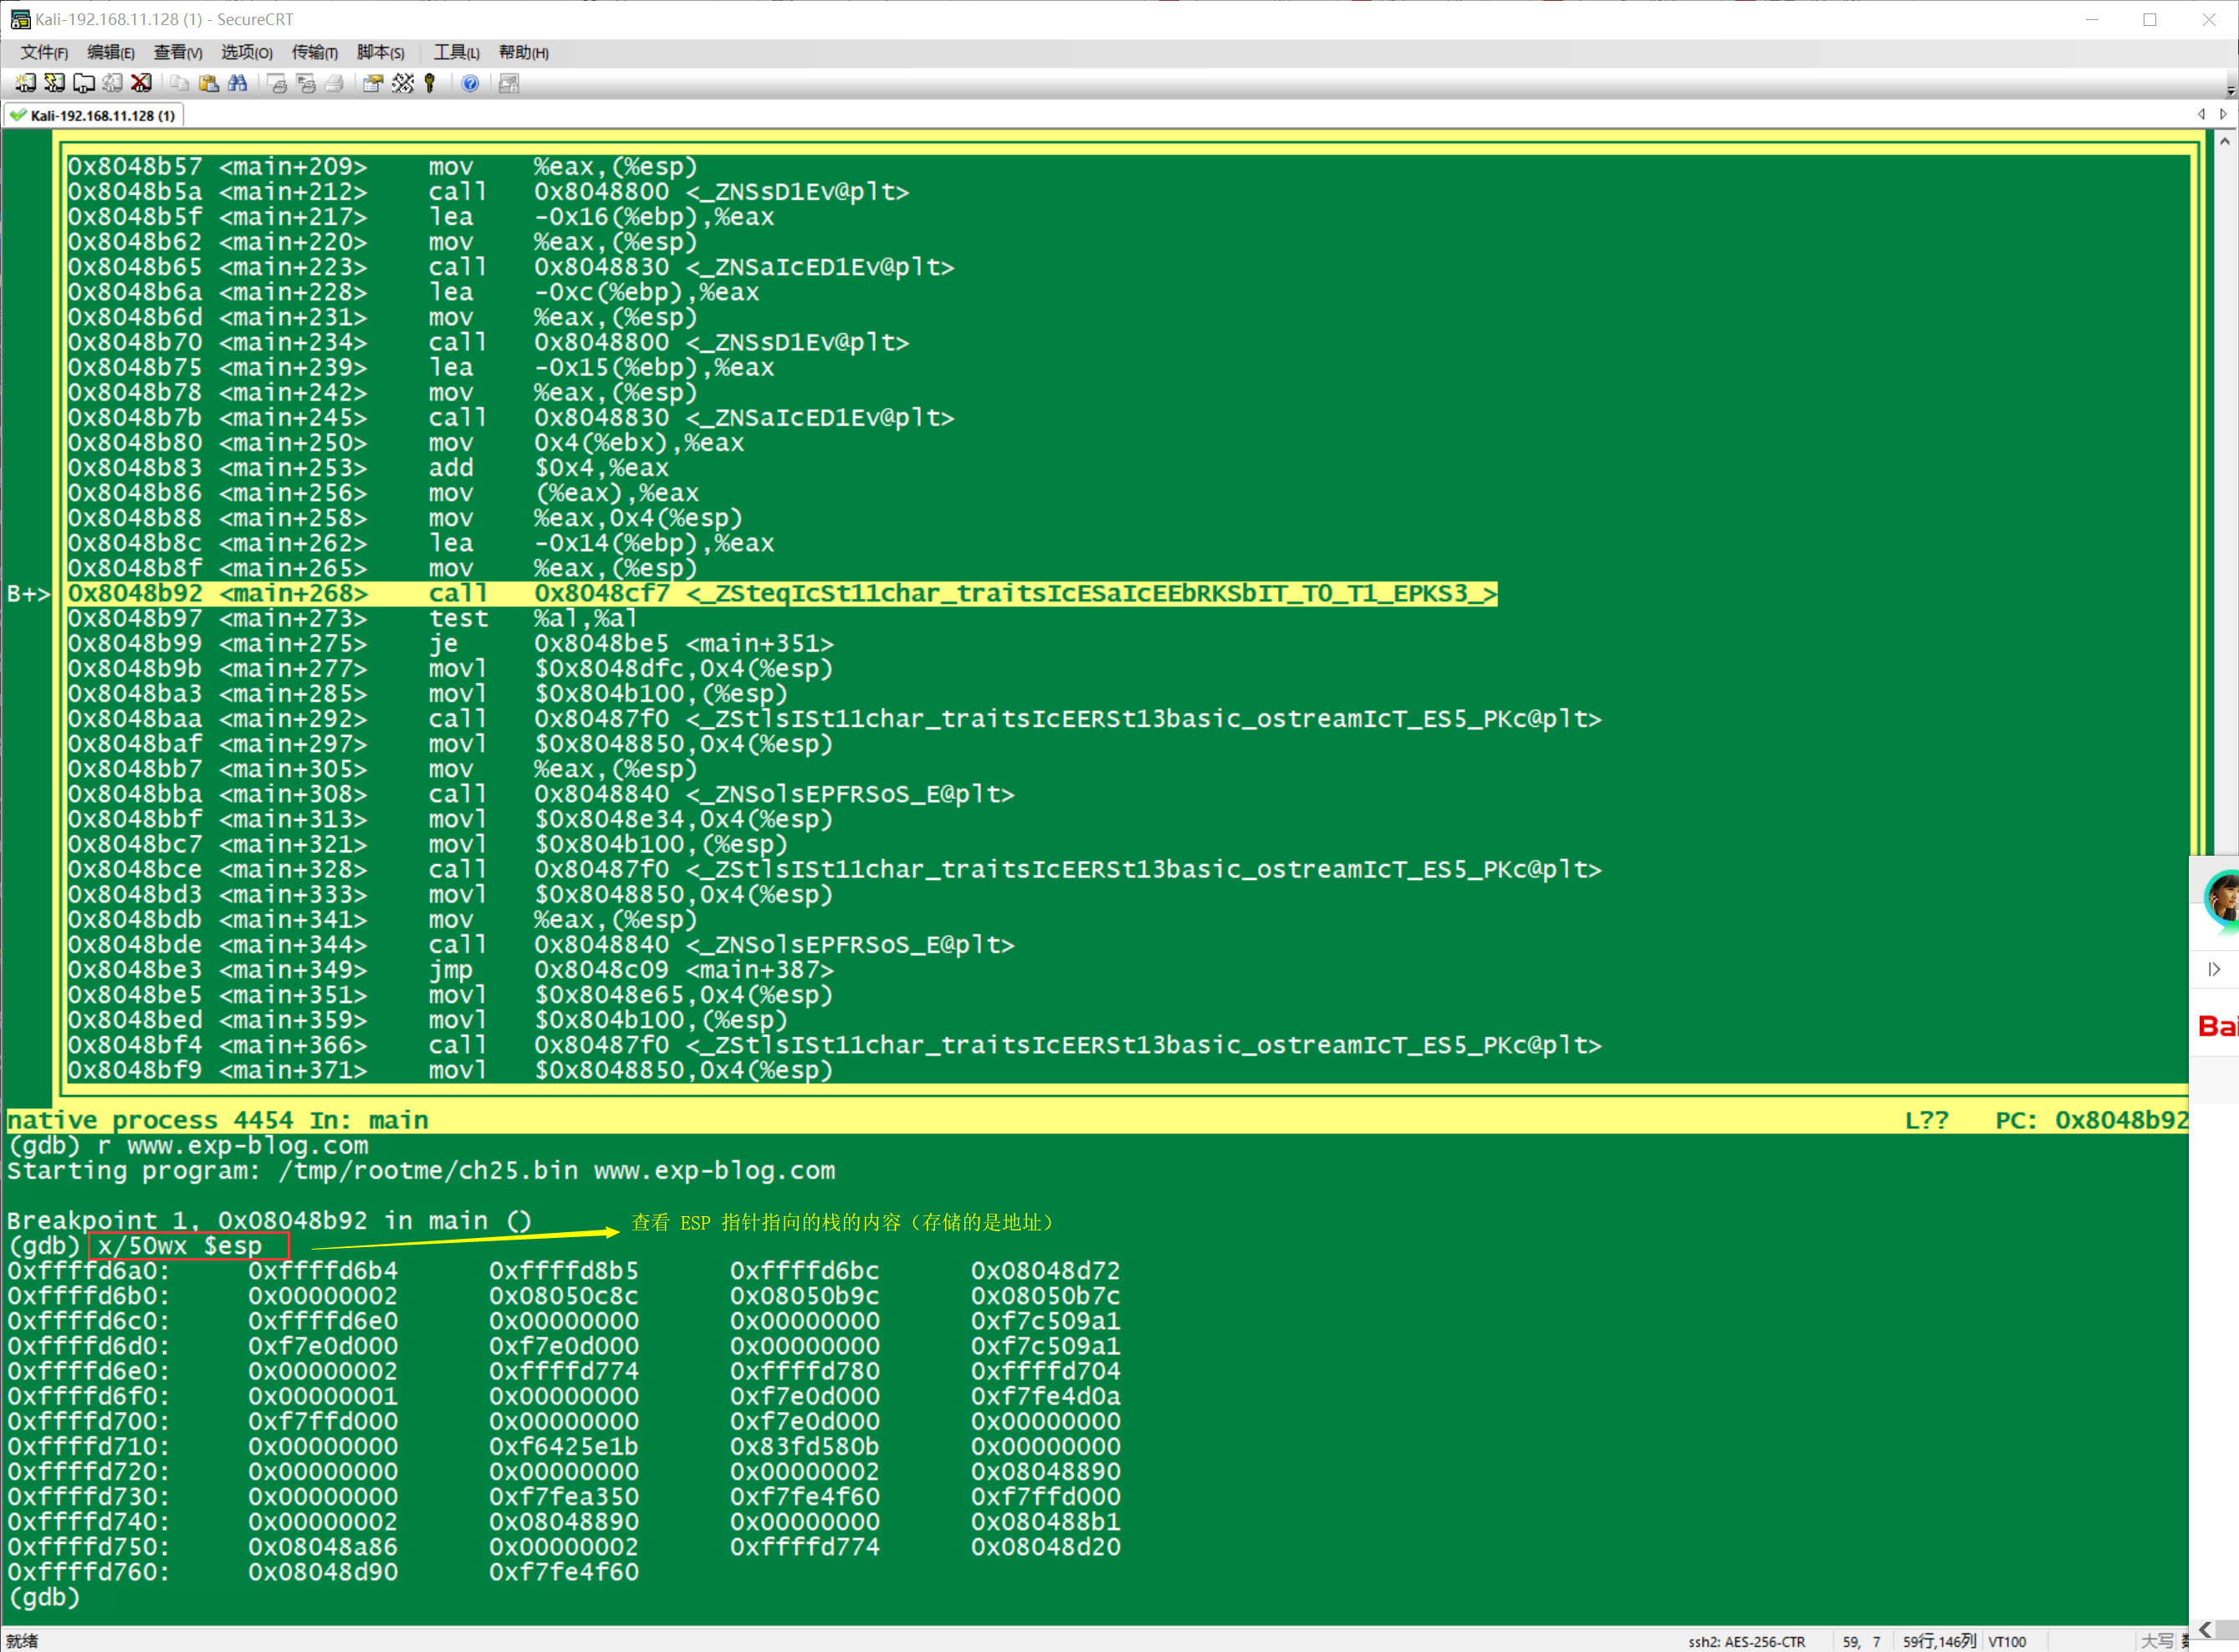 Kali-192.168.11.128 (1) - SecureCRT
文件(F) 编辑(E) 查看(V) 选项(O) 传输(T) 脚本(S) 工具(L) 帮助(H)
Kali-192.168.11.128 (1)
0x8048b57 <main+209> mov %eax,(%esp)
0x8048b5a <main+212> call 0x8048800 <_ZNSsD1Ev@plt>
0x8048b5f <main+217> lea -0x16(%ebp),%eax
0x8048b62 <main+220> mov %eax,(%esp)
0x8048b65 <main+223> call 0x8048830 <_ZNSaIcED1Ev@plt>
0x8048b6a <main+228> lea -0xc(%ebp),%eax
0x8048b6d <main+231> mov %eax,(%esp)
0x8048b70 <main+234> call 0x8048800 <_ZNSsD1Ev@plt>
0x8048b75 <main+239> lea -0x15(%ebp),%eax
0x8048b78 <main+242> mov %eax,(%esp)
0x8048b7b <main+245> call 0x8048830 <_ZNSaIcED1Ev@plt>
0x8048b80 <main+250> mov 0x4(%ebx),%eax
0x8048b83 <main+253> add $0x4,%eax
0x8048b86 <main+256> mov (%eax),%eax
0x8048b88 <main+258> mov %eax,0x4(%esp)
0x8048b8c <main+262> lea -0x14(%ebp),%eax
0x8048b8f <main+265> mov %eax,(%esp)
B+> 0x8048b92 <main+268> call 0x8048cf7 <_ZSteqIcSt11char_traitsIcESaIcEEbRKSbIT_T0_T1_EPKS3_>
0x8048b97 <main+273> test %al,%al
0x8048b99 <main+275> je 0x8048be5 <main+351>
0x8048b9b <main+277> movl $0x8048dfc,0x4(%esp)
0x8048ba3 <main+285> movl $0x804b100,(%esp)
0x8048baa <main+292> call 0x80487f0 <_ZStlsISt11char_traitsIcEERSt13basic_ostreamIcT_ES5_PKc@plt>
0x8048baf <main+297> movl $0x8048850,0x4(%esp)
0x8048bb7 <main+305> mov %eax,(%esp)
0x8048bba <main+308> call 0x8048840 <_ZNSolsEPFRSoS_E@plt>
0x8048bbf <main+313> movl $0x8048e34,0x4(%esp)
0x8048bc7 <main+321> movl $0x804b100,(%esp)
0x8048bce <main+328> call 0x80487f0 <_ZStlsISt11char_traitsIcEERSt13basic_ostreamIcT_ES5_PKc@plt>
0x8048bd3 <main+333> movl $0x8048850,0x4(%esp)
0x8048bdb <main+341> mov %eax,(%esp)
0x8048bde <main+344> call 0x8048840 <_ZNSolsEPFRSoS_E@plt>
0x8048be3 <main+349> jmp 0x8048c09 <main+387>
0x8048be5 <main+351> movl $0x8048e65,0x4(%esp)
0x8048bed <main+359> movl $0x804b100,(%esp)
0x8048bf4 <main+366> call 0x80487f0 <_ZStlsISt11char_traitsIcEERSt13basic_ostreamIcT_ES5_PKc@plt>
0x8048bf9 <main+371> movl $0x8048850,0x4(%esp)
native process 4454 In: main L?? PC: 0x8048b92
(gdb) r www.exp-blog.com
Starting program: /tmp/rootme/ch25.bin www.exp-blog.com
Breakpoint 1, 0x08048b92 in main ()
查看 ESP 指针指向的栈的内容（存储的是地址）
(gdb) x/50wx $esp
0xffffd6a0: 0xffffd6b4 0xffffd8b5 0xffffd6bc 0x08048d72
0xffffd6b0: 0x00000002 0x08050c8c 0x08050b9c 0x08050b7c
0xffffd6c0: 0xffffd6e0 0x00000000 0x00000000 0xf7c509a1
0xffffd6d0: 0xf7e0d000 0xf7e0d000 0x00000000 0xf7c509a1
0xffffd6e0: 0x00000002 0xffffd774 0xffffd780 0xffffd704
0xffffd6f0: 0x00000001 0x00000000 0xf7e0d000 0xf7fe4d0a
0xffffd700: 0xf7ffd000 0x00000000 0xf7e0d000 0x00000000
0xffffd710: 0x00000000 0xf6425e1b 0x83fd580b 0x00000000
0xffffd720: 0x00000000 0x00000000 0x00000002 0x08048890
0xffffd730: 0x00000000 0xf7fea350 0xf7fe4f60 0xf7ffd000
0xffffd740: 0x00000002 0x08048890 0x00000000 0x080488b1
0xffffd750: 0x08048a86 0x00000002 0xffffd774 0x08048d20
0xffffd760: 0x08048d90 0xf7fe4f60
(gdb)
Bai
就绪 ssh2: AES-256-CTR 59, 7 59行,146列 VT100 大写